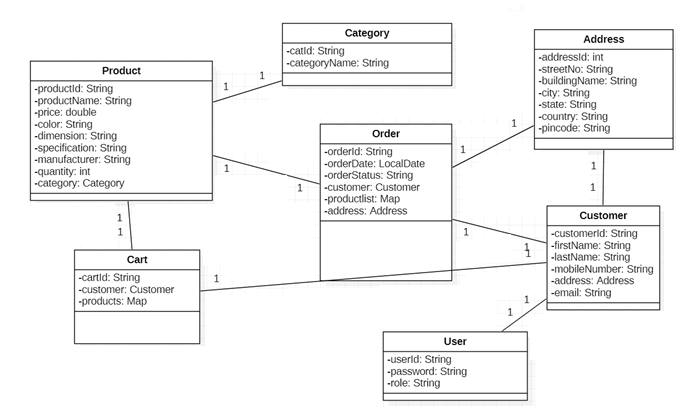 Category
-catId: String
-categoryName: String
Address
-addressId: int
-streetNo: String
-buildingName: String
-city: String
-state: String
-country: String
-pincode: String
Product
-productId: String
-productName: String
-price: double
-color: String
-dimension: String
-specification: String
-manufacturer: String
-quantity: int
-category: Category
1
1
Order
-orderId: String
-orderDate: LocalDate
-orderStatus: String
-customer: Customer
-productlist: Map
-address: Address
1
1
1
1
1
1
Customer
-customerId: String
-firstName: String
-lastName: String
-mobileNumber: String
-address: Address
-email: String
1
1
1
1
Cart
-cartId: String
-customer: Customer
-products: Map
1
1
1
1
User
-userId: String
-password: String
-role: String